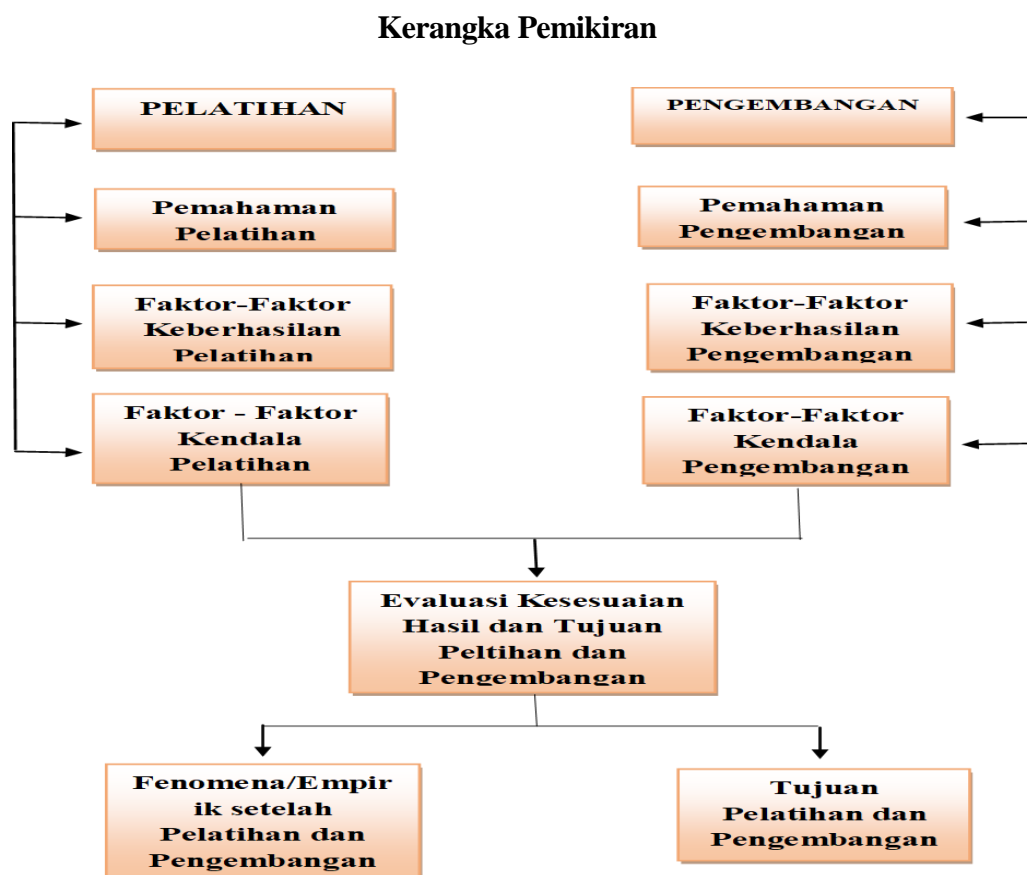 Kerangka Pemikiran
PELATIHAN
PENGEMBANGAN
Pemahaman
Pelatihan
Pemahaman
Pengembangan
Faktor-Faktor
Keberhasilan
Pelatihan
Faktor-Faktor
Keberhasilan
Pengembangan
Faktor - Faktor
Kendala
Pelatihan
Faktor-Faktor
Kendala
Pengembangan
Evaluasi Kesesuaian
Hasil dan Tujuan
Peltihan dan
Pengembangan
Fenomena/Empir
ik setelah
Pelatihan dan
Pengembangan
Tujuan
Pelatihan dan
Pengembangan